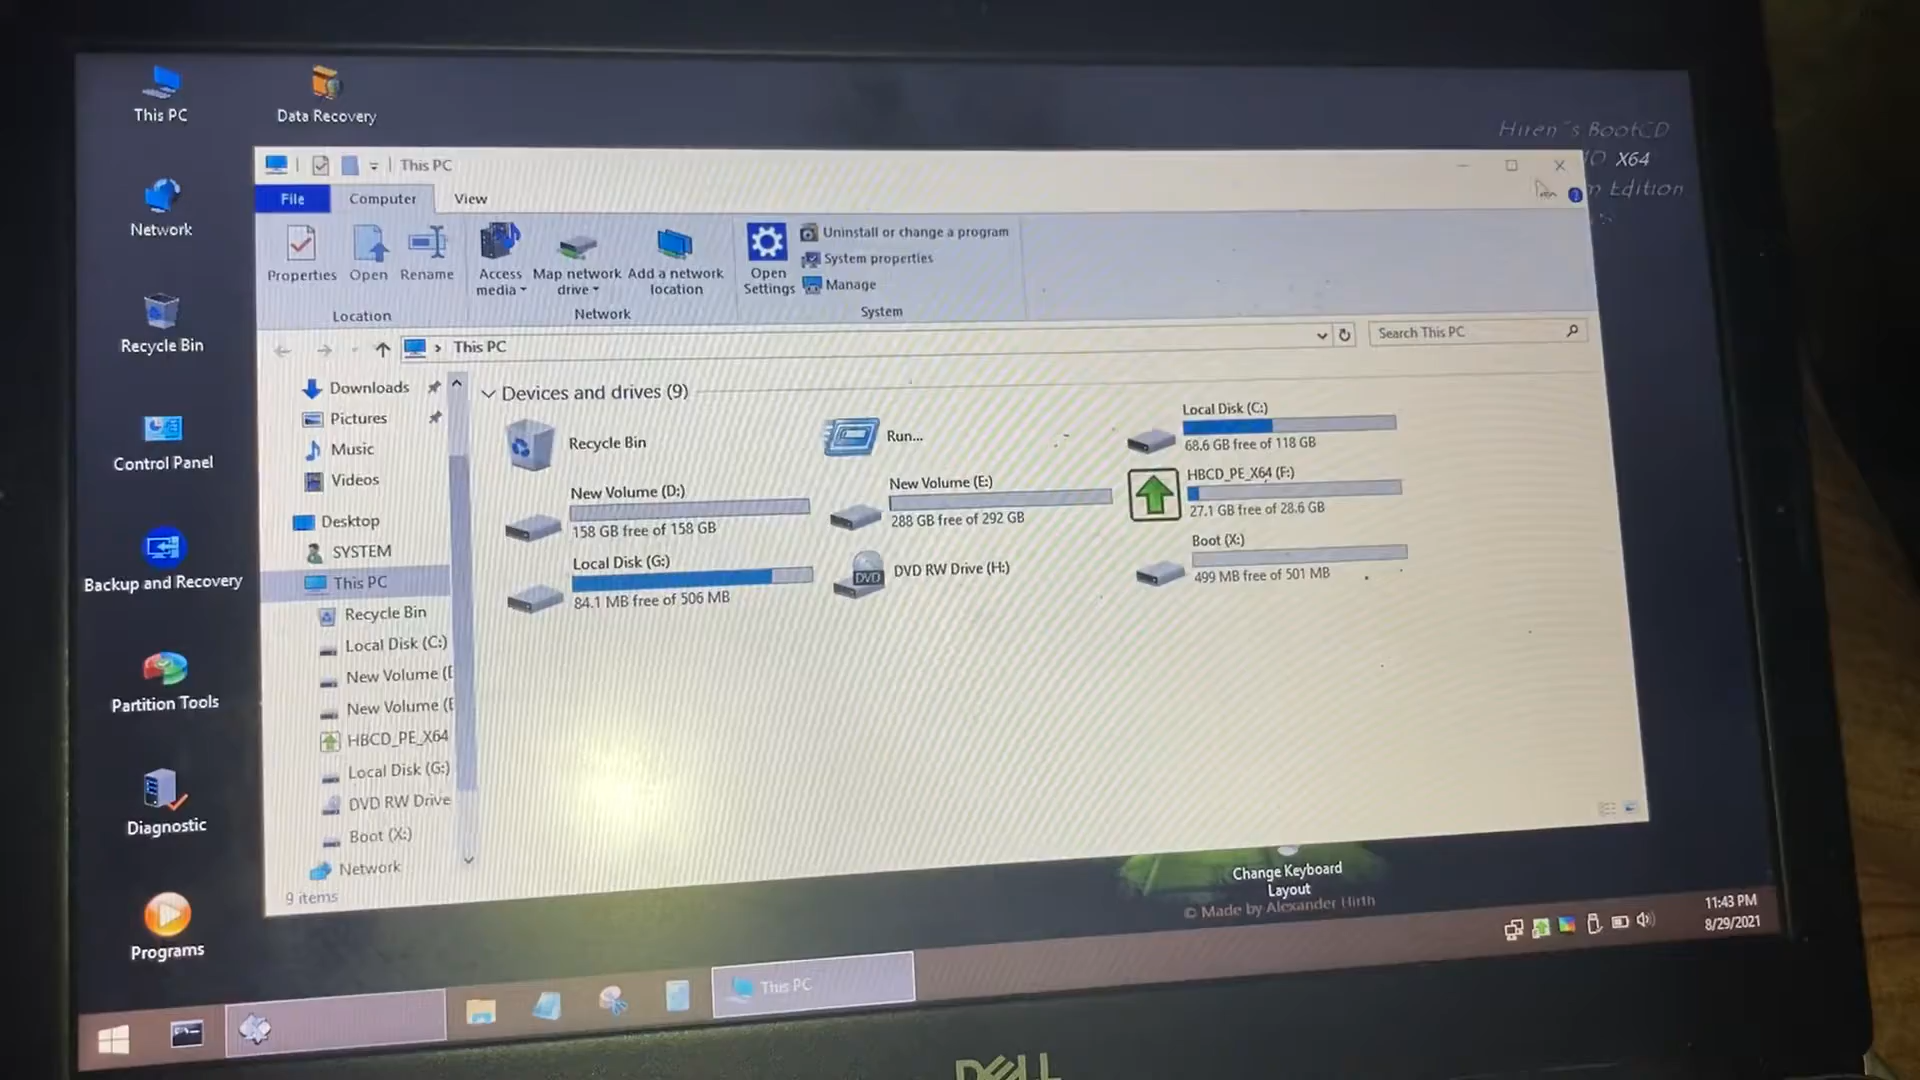 This PC
Data Recovery
Hiren's BootCD
X64
Edition
This PC
File
Computer
View
Network
Properties
Open
Rename
Access
media
Map network
drive
Add a network
location
Open
Settings
Uninstall or change a program
System properties
Manage
Location
Network
System
Recycle Bin
This PC
Search This PC
Downloads
Pictures
Music
Videos
Desktop
SYSTEM
This PC
Recycle Bin
Local Disk (C:)
New Volume (
New Volume (
HBCD_PE_X64
Local Disk (G:)
DVD RW Drive
Boot (X:)
Network
9 items
Devices and drives (9)
Recycle Bin
Run...
Local Disk (C:)
68.6 GB free of 118 GB
New Volume (D:)
158 GB free of 158 GB
New Volume (E:)
288 GB free of 292 GB
HBCD_PE_X64 (F:)
27.1 GB free of 28.6 GB
Local Disk (G:)
84.1 MB free of 506 MB
DVD
DVD RW Drive (H:)
Boot (X:)
499 MB free of 501 MB
Control Panel
Backup and Recovery
Partition Tools
Diagnostic
Programs
Change Keyboard
Layout
© Made by Alexander Hirth
11:43 PM
8/29/2021
This PC
DELL